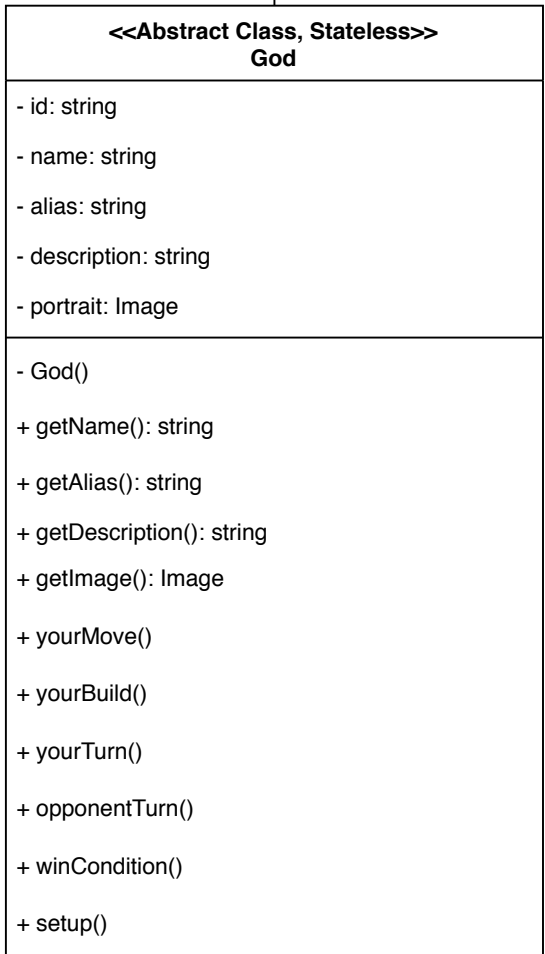 <<Abstract Class, Stateless>>
God
- id: string
- name: string
- alias: string
- description: string
- portrait: Image
- God()
+ getName(): string
+ getAlias(): string
+ getDescription(): string
+ getImage(): Image
+ yourMove()
+ yourBuild()
+ yourTurn()
+ opponentTurn()
+ winCondition()
+ setup()